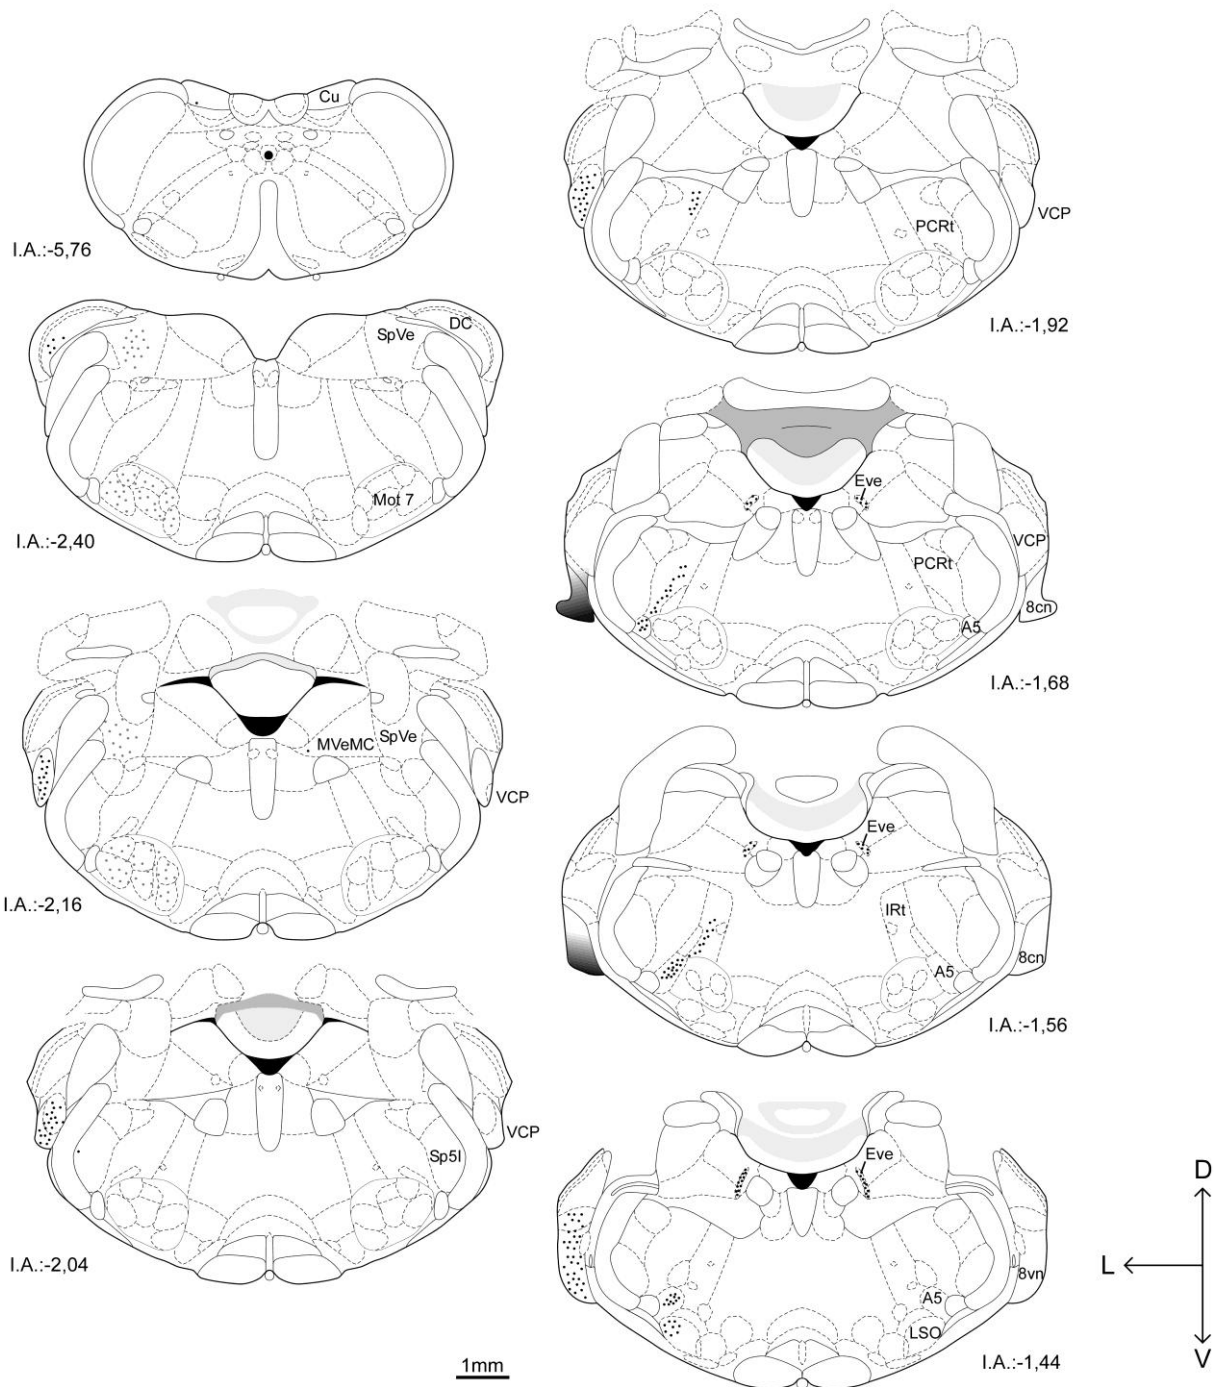 Cu
I.A.:-5,76
SpVe
DC
Mot 7
I.A.:-2,40
MVeMC
SpVe
VCP
I.A.:-2,16
VCP
Sp5I
I.A.:-2,04
1mm
VCP
PCRt
I.A.:-1,92
Eve
VCP
PCRt
8cn
A5
I.A.:-1,68
Eve
IRt
A5
8cn
I.A.:-1,56
Eve
8vn
A5
LSO
I.A.:-1,44
D
L
V